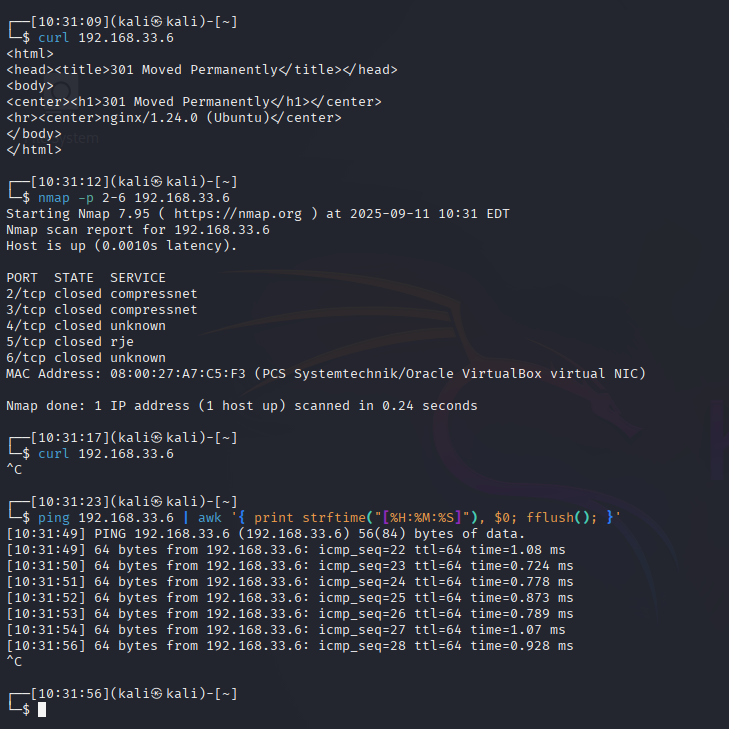 ┌──[10:31:09](kali㉿kali)-[~]
└─$ curl 192.168.33.6
<html>
<head><title>301 Moved Permanently</title></head>
<body>
<center><h1>301 Moved Permanently</h1></center>
<hr><center>nginx/1.24.0 (Ubuntu)</center>
</body>
</html>
┌──[10:31:12](kali㉿kali)-[~]
└─$ nmap -p 2-6 192.168.33.6
Starting Nmap 7.95 ( https://nmap.org ) at 2025-09-11 10:31 EDT
Nmap scan report for 192.168.33.6
Host is up (0.0010s latency).
PORT  STATE  SERVICE
2/tcp closed compressnet
3/tcp closed compressnet
4/tcp closed unknown
5/tcp closed rje
6/tcp closed unknown
MAC Address: 08:00:27:A7:C5:F3 (PCS Systemtechnik/Oracle VirtualBox virtual NIC)
Nmap done: 1 IP address (1 host up) scanned in 0.24 seconds
┌──[10:31:17](kali㉿kali)-[~]
└─$ curl 192.168.33.6
^C
┌──[10:31:23](kali㉿kali)-[~]
└─$ ping 192.168.33.6 | awk '{ print strftime("[%H:%M:%S]"), $0; fflush(); }'
[10:31:49] PING 192.168.33.6 (192.168.33.6) 56(84) bytes of data.
[10:31:49] 64 bytes from 192.168.33.6: icmp_seq=22 ttl=64 time=1.08 ms
[10:31:50] 64 bytes from 192.168.33.6: icmp_seq=23 ttl=64 time=0.724 ms
[10:31:51] 64 bytes from 192.168.33.6: icmp_seq=24 ttl=64 time=0.778 ms
[10:31:52] 64 bytes from 192.168.33.6: icmp_seq=25 ttl=64 time=0.873 ms
[10:31:53] 64 bytes from 192.168.33.6: icmp_seq=26 ttl=64 time=0.789 ms
[10:31:54] 64 bytes from 192.168.33.6: icmp_seq=27 ttl=64 time=1.07 ms
[10:31:56] 64 bytes from 192.168.33.6: icmp_seq=28 ttl=64 time=0.928 ms
^C
┌──[10:31:56](kali㉿kali)-[~]
└─$